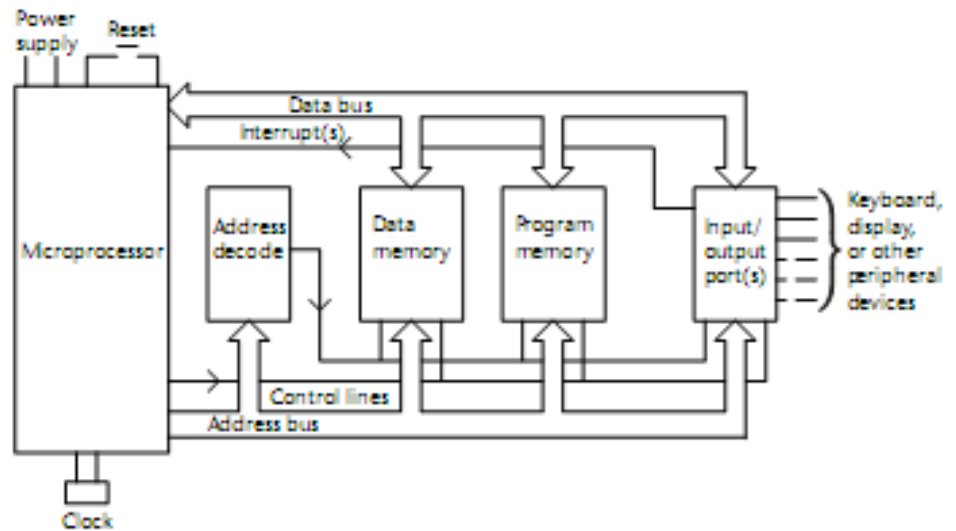 Power
supply
Reset
Data bus
Interrupt(s)
Microprocessor
Address
decode
Data
memory
Program
memory
Input/
output
port(s)
Keyboard,
display,
or other
peripheral
devices
Control lines
Address bus
Clock